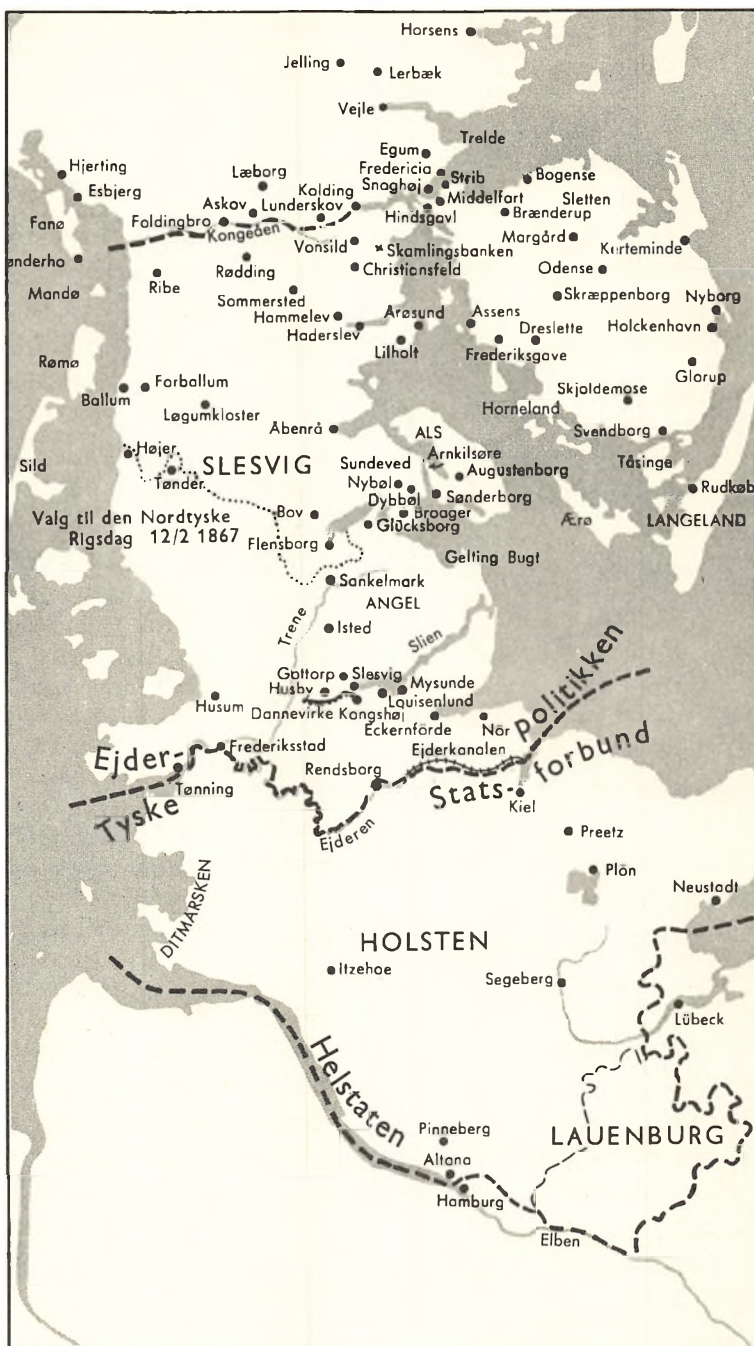 Horsens
Jelling
Lerbæk
Vejle
Trelde
Egum
Fredericia
Snoghøj
Strib
Bogense
Hjerting
Læborg
Esbjerg
Kolding
Middelfart
Sletten
Askov
Lunderskov
Hindsgavl
Brænderup
Fanø
Foldingbro
Kongeåen
Vonsild
Skamlingsbanken
Margård
Kerteminde
ønderho
Christiansfeld
Odense
Ribe
Rødding
Mandø
Sommersted
Skræppenborg
Nyborg
Hammelev
Årøsund
Assens
Holckenhavn
Haderslev
Dreslette
Lilholt
Frederiksgave
Rømø
Glorup
Forballum
Ballum
Skjoldemose
Løgumkloster
Horneland
Åbenrå
ALS
Svendborg
Højer
Arnkilsøre
Sild
SLESVIG
Sundeved
Augustenborg
Tåsinge
Tønder
Nybøl
Rudkøb
Dybbøl
Sønderborg
Valg til den Nordtyske
Bov
Broager
Ærø
LANGELAND
Rigsdag 12/2 1867
Glücksborg
Flensborg
Gelting Bugt
Sankelmark
ANGEL
Trene
Isted
Slien
Gottorp
Slesvig
Husby
Mysunde
Husum
Louisenlund
Dannevirke
Kongshøj
Eckernförde
Nör
Ejder-
politikken
Frederiksstad
Ejderkanalen
Tønning
Rendsborg
Tyske
Stats-
forbund
Kiel
Ejderen
Preetz
Plön
Neustadt
DITMARSKEN
HOLSTEN
Itzehoe
Segeberg
Lübeck
Helstaten
Pinneberg
LAUENBURG
Altona
Hamburg
Elben